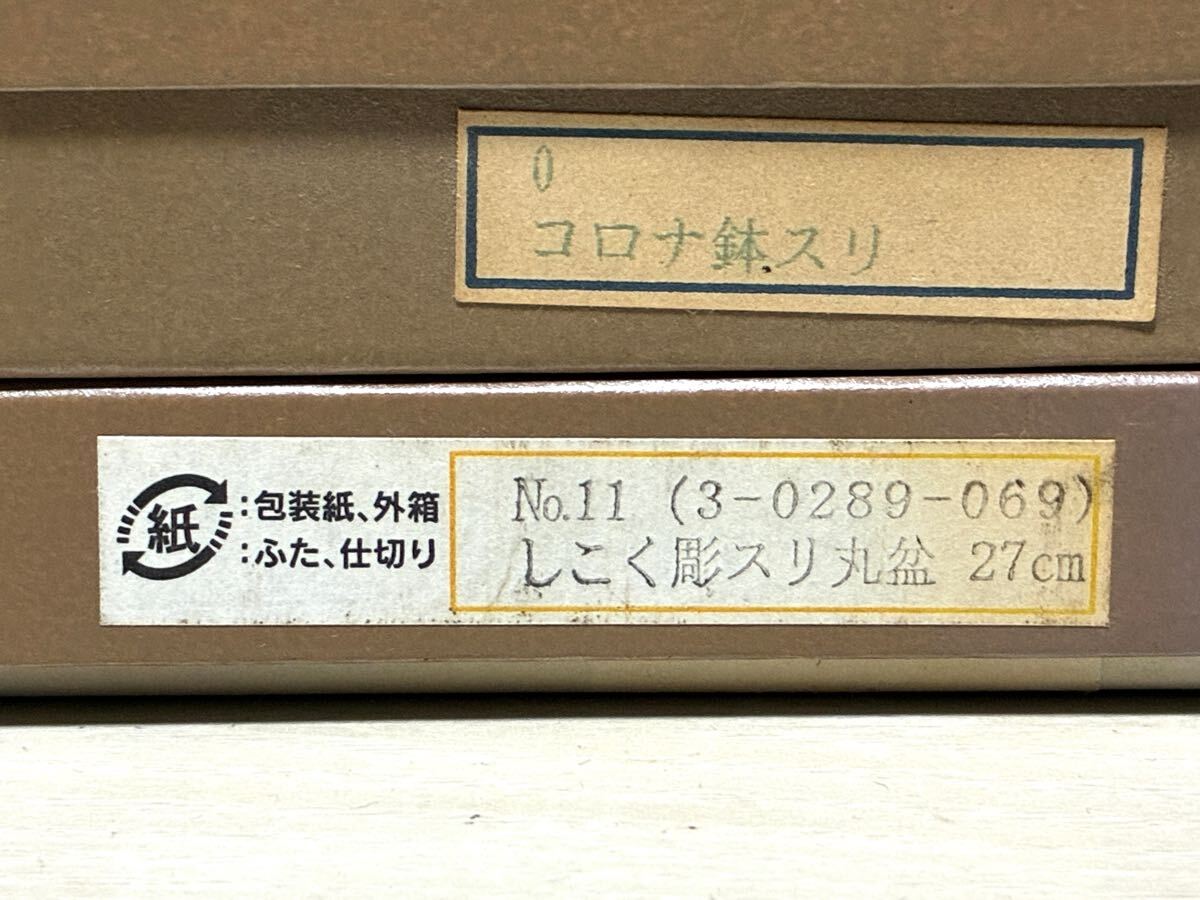 0
コロナ鉢スリ
紙
:包装紙、外箱
:ふた、仕切り
No.11 (3-0289-069)
しこく彫スリ丸盆 27cm